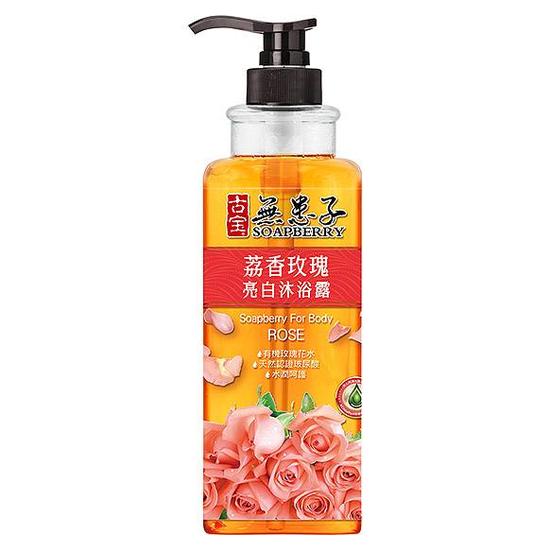 古宝
無患子
SOAPBERRY
荔香玫瑰
亮白沐浴露
Soapberry For Body
ROSE
有機玫瑰花水
天然認證玻尿酸
水潤呵護